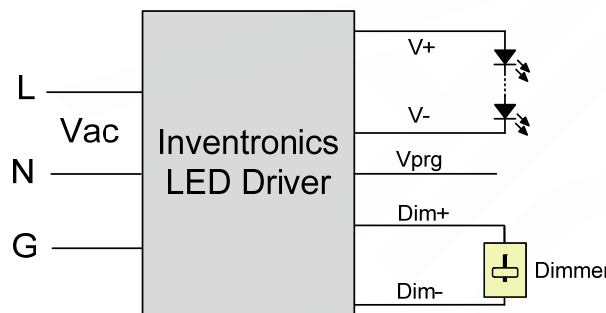 L
Vac
N
G
Inventronics
LED Driver
V+
V-
Vprg
Dim+
Dim-
Dimmer